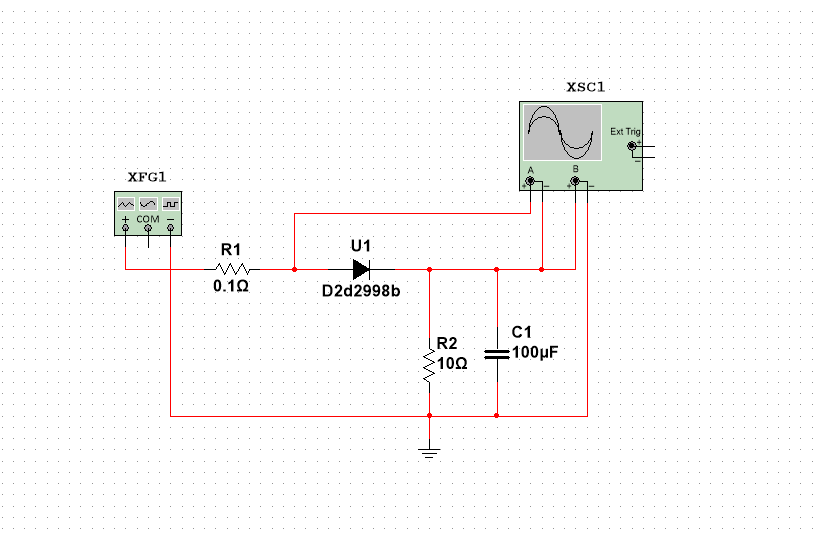 XSC1
Ext Trig
+
−
A
B
+ − + −
XFG1
+ COM −
R1
0.1Ω
U1
D2d2998b
R2
10Ω
C1
100µF